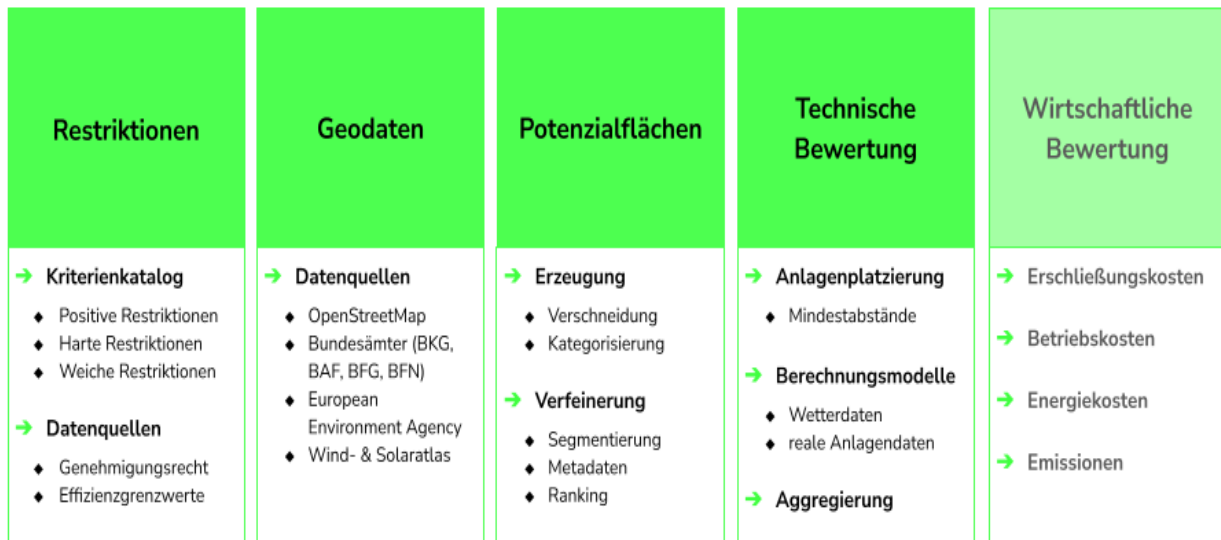 Restriktionen
Geodaten
Potenzialflächen
Technische
Bewertung
Wirtschaftliche
Bewertung
→ Kriterienkatalog
♦ Positive Restriktionen
♦ Harte Restriktionen
♦ Weiche Restriktionen
→ Datenquellen
♦ Genehmigungsrecht
♦ Effizienzgrenzwerte
→ Datenquellen
♦ OpenStreetMap
♦ Bundesämter (BKG,
BAF, BFG, BFN)
♦ European
Environment Agency
♦ Wind- & Solaratlas
→ Erzeugung
♦ Verschneidung
♦ Kategorisierung
→ Verfeinerung
♦ Segmentierung
♦ Metadaten
♦ Ranking
→ Anlagenplatzierung
♦ Mindestabstände
→ Berechnungsmodelle
♦ Wetterdaten
♦ reale Anlagendaten
→ Aggregierung
→ Erschließungskosten
→ Betriebskosten
→ Energiekosten
→ Emissionen